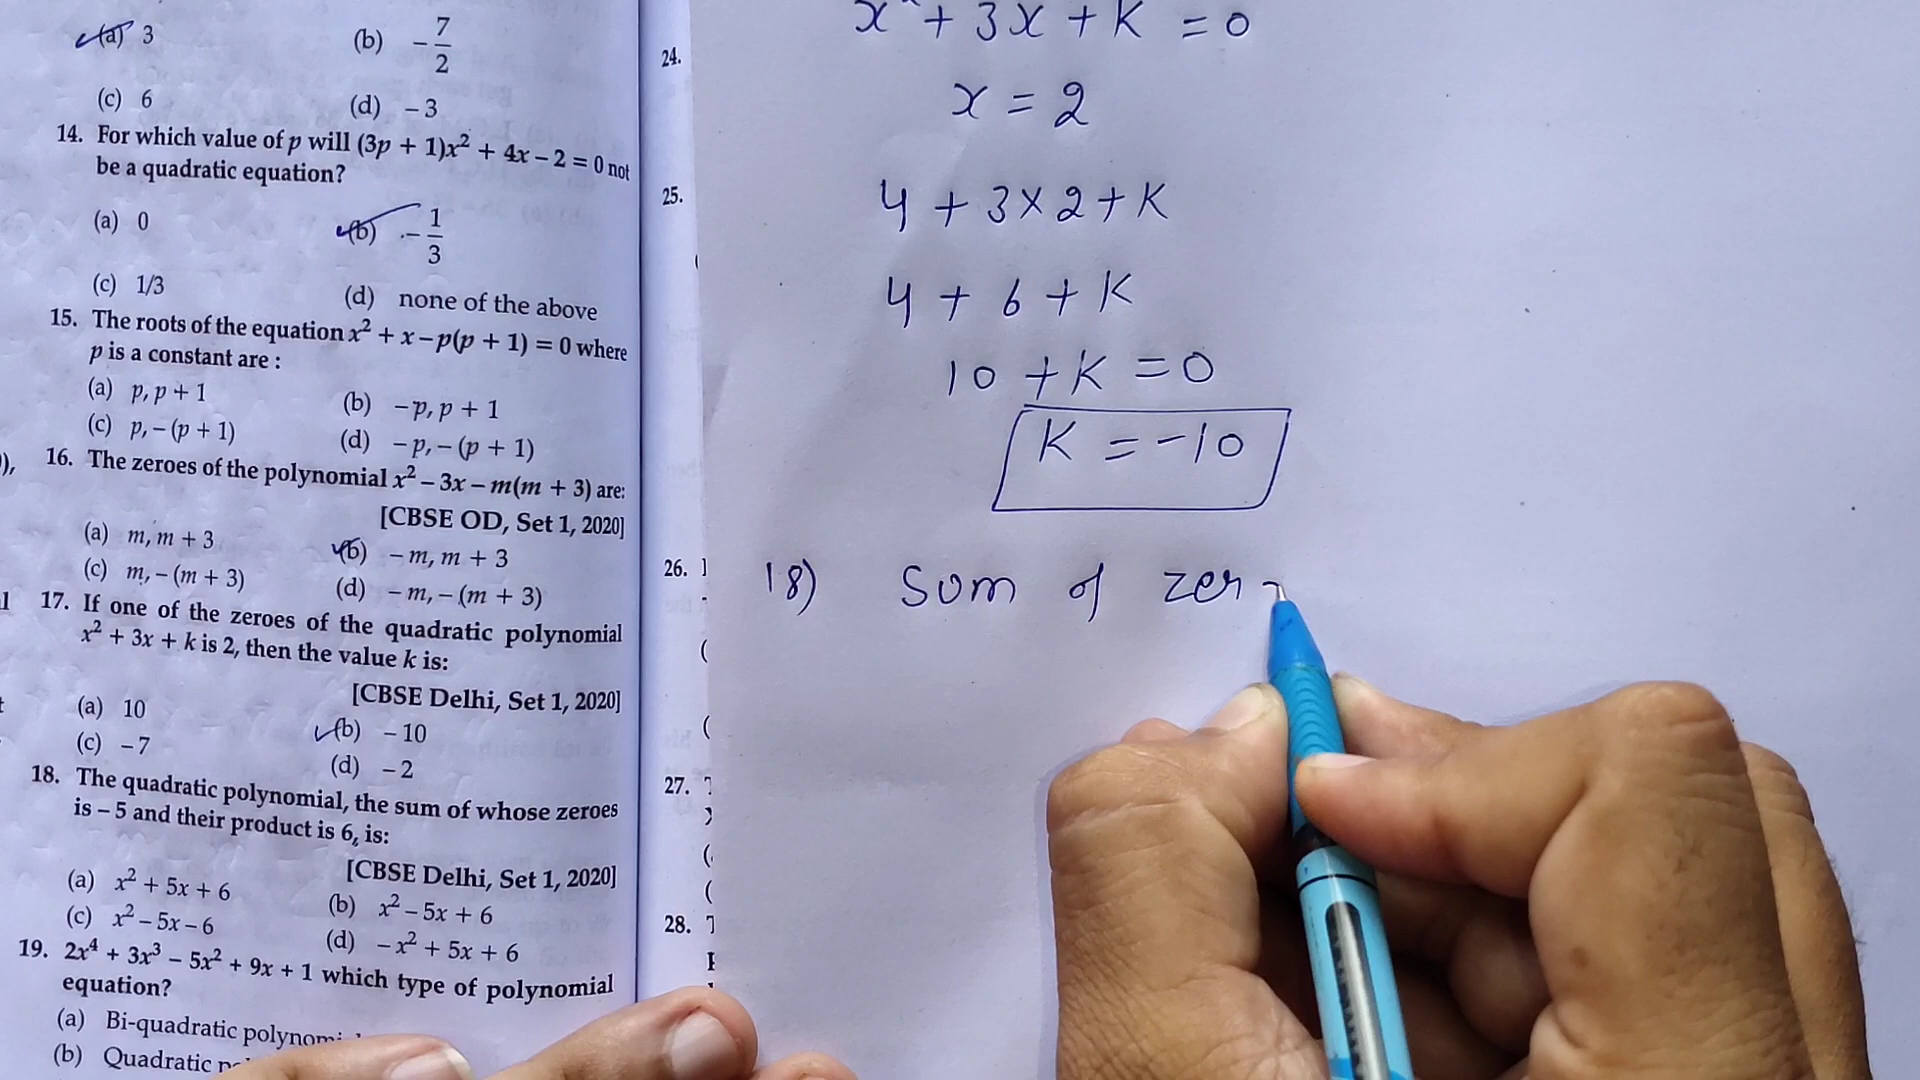 (a) 3 (b) -7/2
(c) 6 (d) - 3
14. For which value of p will (3p + 1)x² + 4x – 2 = 0 not
be a quadratic equation?
(a) 0 (b) -1/3
(c) 1/3 (d) none of the above
15. The roots of the equation x² + x – p(p + 1) = 0 where
p is a constant are :
(a) p, p + 1 (b) –p, p + 1
(c) p, – (p + 1) (d) –p, – (p + 1)
16. The zeroes of the polynomial x² – 3x – m(m + 3) are:
[CBSE OD, Set 1, 2020]
(a) m, m + 3 (b) – m, m + 3
(c) m, – (m + 3) (d) – m, – (m + 3)
17. If one of the zeroes of the quadratic polynomial
x² + 3x + k is 2, then the value k is:
[CBSE Delhi, Set 1, 2020]
(a) 10 (b) – 10
(c) – 7 (d) – 2
18. The quadratic polynomial, the sum of whose zeroes
is – 5 and their product is 6, is:
[CBSE Delhi, Set 1, 2020]
(a) x² + 5x + 6 (b) x² – 5x + 6
(c) x² – 5x – 6 (d) – x² + 5x + 6
19. 2x⁴ + 3x³ – 5x² + 9x + 1 which type of polynomial
equation?
(a) Bi-quadratic
(b) Quadratic
24.
25.
26.
27.
28.
x² + 3x + K = 0
x = 2
4 + 3×2 + K
4 + 6 + K
10 + K = 0
K = -10
18) Sum of zer